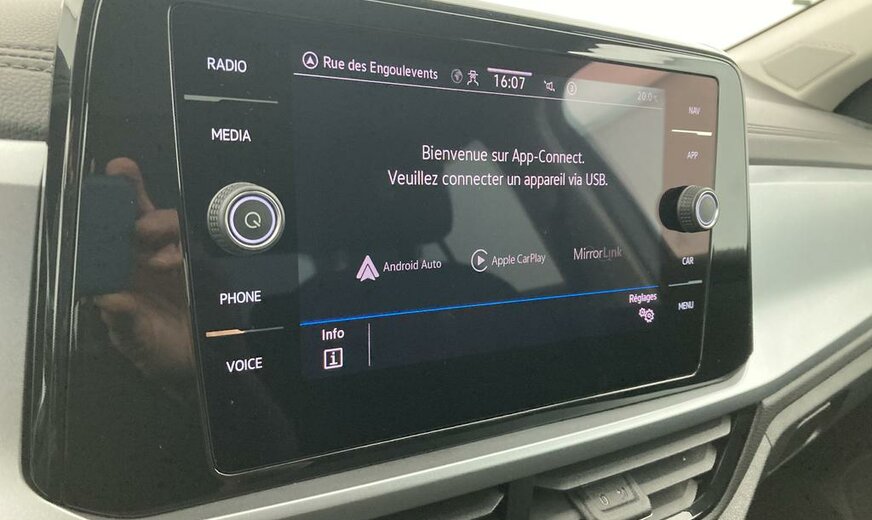 RADIO
MEDIA
PHONE
VOICE
Rue des Engoulevents
16:07
20.0°C
Bienvenue sur App-Connect.
Veuillez connecter un appareil via USB.
Android Auto
Apple CarPlay
MirrorLink
Info
i
Réglages
NAV
APP
CAR
MENU